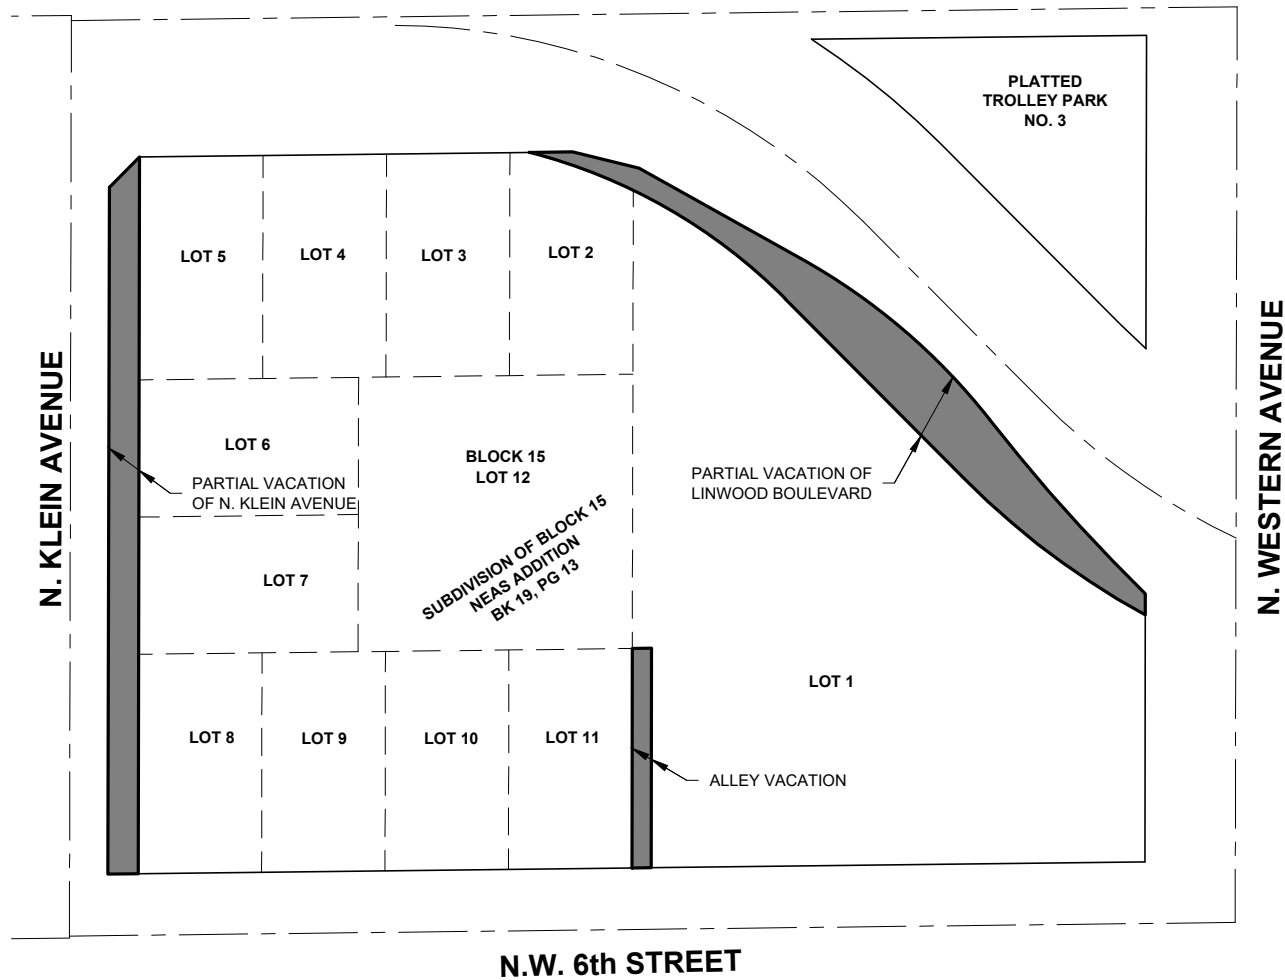 PLATTED
TROLLEY PARK
NO. 3
LOT 5
LOT 4
LOT 3
LOT 2
N. KLEIN AVENUE
N. WESTERN AVENUE
LOT 6
BLOCK 15
LOT 12
PARTIAL VACATION
OF N. KLEIN AVENUE
PARTIAL VACATION OF
LINWOOD BOULEVARD
SUBDIVISION OF BLOCK 15
NEAS ADDITION
BK 19, PG 13
LOT 7
LOT 1
LOT 8
LOT 9
LOT 10
LOT 11
ALLEY VACATION
N.W. 6th STREET